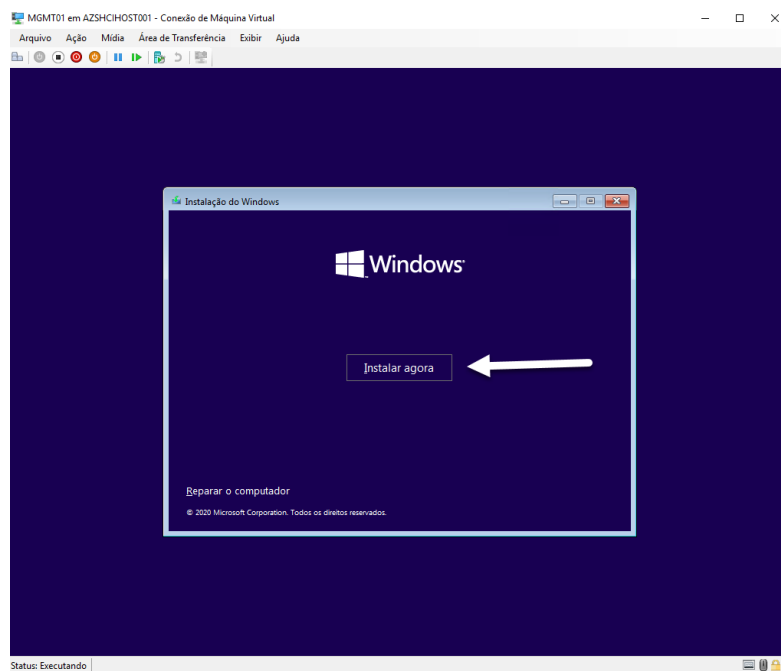 MGMT01 em AZSHCIHOST001 - Conexão de Máquina Virtual
Arquivo Ação Mídia Área de Transferência Exibir Ajuda
Instalação do Windows
Windows
Instalar agora
Reparar o computador
© 2020 Microsoft Corporation. Todos os direitos reservados.
Status: Executando